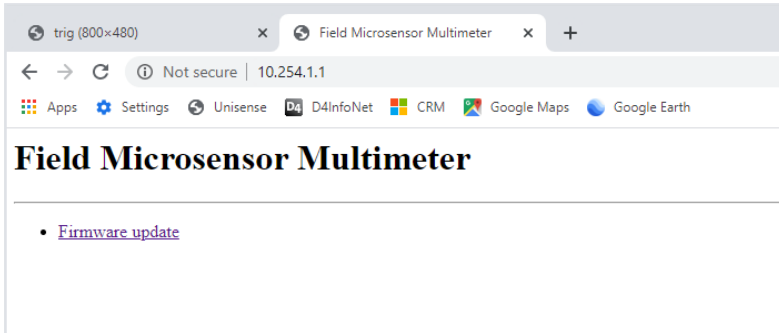 trig (800×480) Field Microsensor Multimeter
Not secure 10.254.1.1
Apps Settings Unisense D4 D4InfoNet CRM Google Maps Google Earth
Field Microsensor Multimeter
Firmware update